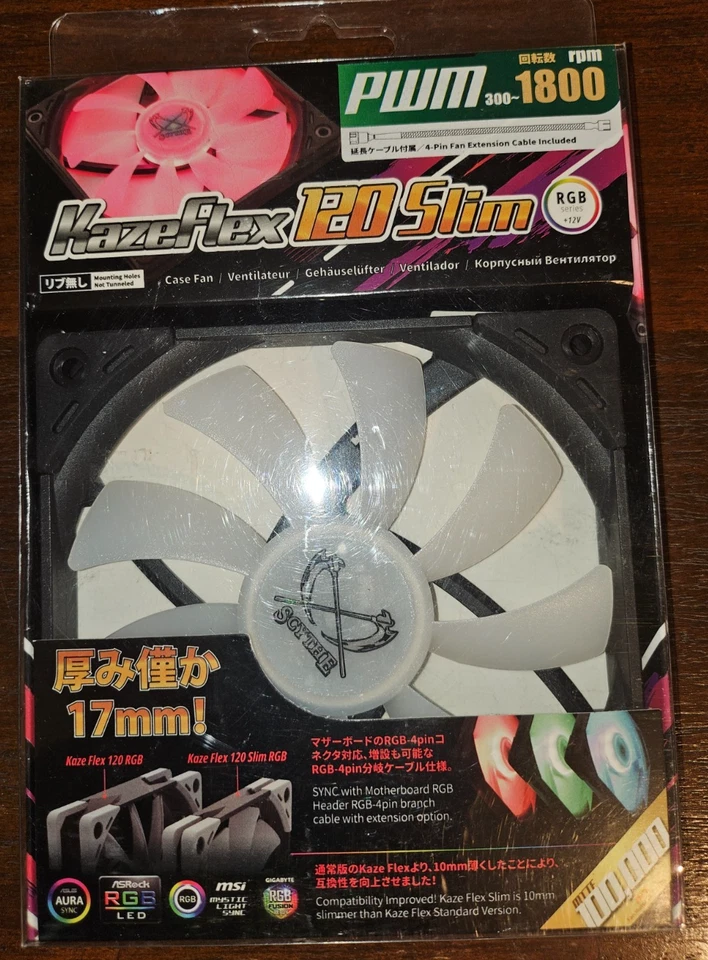 PWM
回転数 rpm
300~1800
延長ケーブル付属／4-Pin Fan Extension Cable Included
KazeFlex 120 Slim
RGB
series
+12V
リブ無し
Mounting Holes
Not Tunneled
Case Fan / Ventilateur / Gehäuselüfter / Ventilador / Корпусный Вентилятор
SCYTHE
厚み僅か
17mm!
Kaze Flex 120 RGB
Kaze Flex 120 Slim RGB
マザーボードのRGB-4pinコ
ネクタ対応、増設も可能な
RGB-4pin分岐ケーブル仕様。
SYNC with Motherboard RGB
Header RGB-4pin branch
cable with extension option.
通常版のKaze Flexより、10mm薄くしたことにより、
互換性を向上させました!
Compatibility improved! Kaze Flex Slim is 10mm
slimmer than Kaze Flex Standard Version.
AURA
SYNC
ASRock
RGB
LED
RGB
msi
MYSTIC
LIGHT
SYNC
GIGABYTE
RGB
FUSION
MTTF
100,000